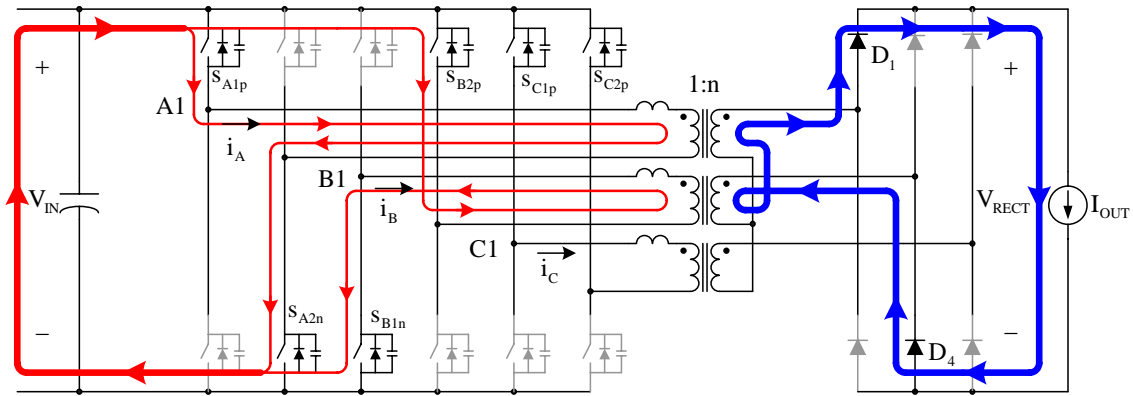 S_A1p S_B2p S_C1p S_C2p
D_1
1:n
+ +
A1
i_A
B1
V_IN
i_B
V_RECT I_OUT
C1
i_C
S_A2n S_B1n
− −
D_4